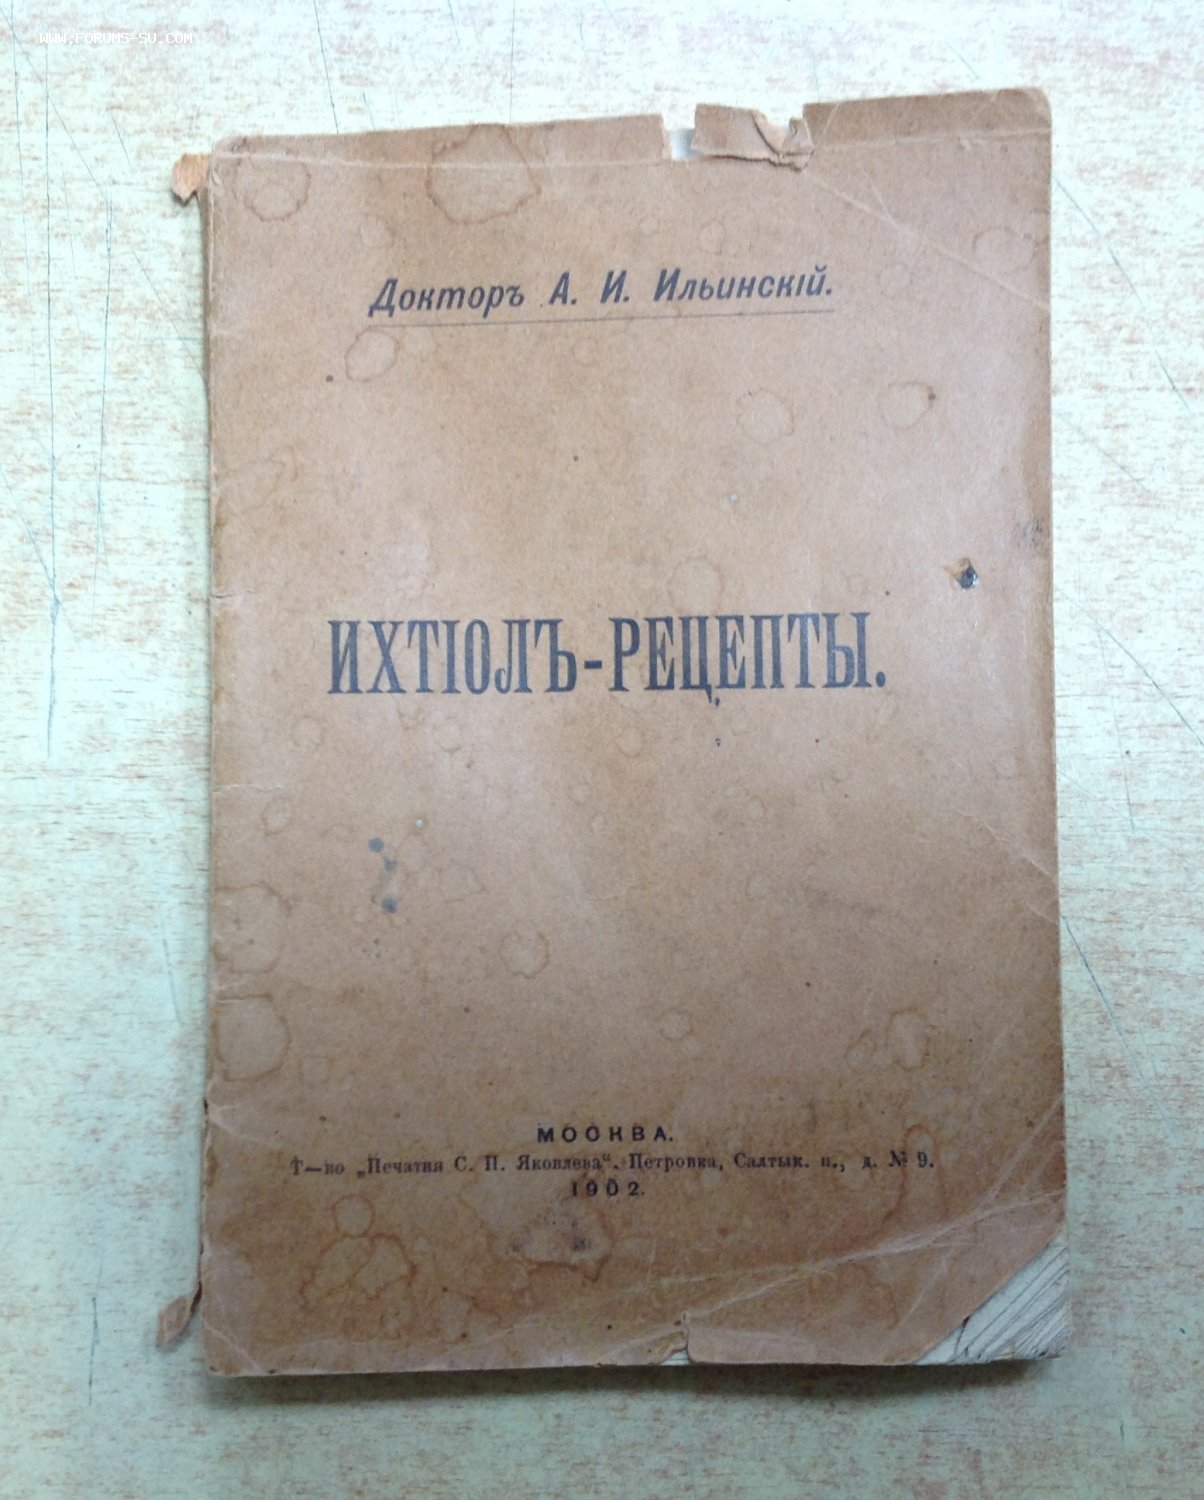 WWW.FORUMS-SU.COM
Докторъ А. И. Ильинскій.
ИХТІОЛЪ-РЕЦЕПТЫ.
МОСКВА.
Т—во „Печатня С. П. Яковлева“. Петровка, Салтык. п., д. № 9.
1902.